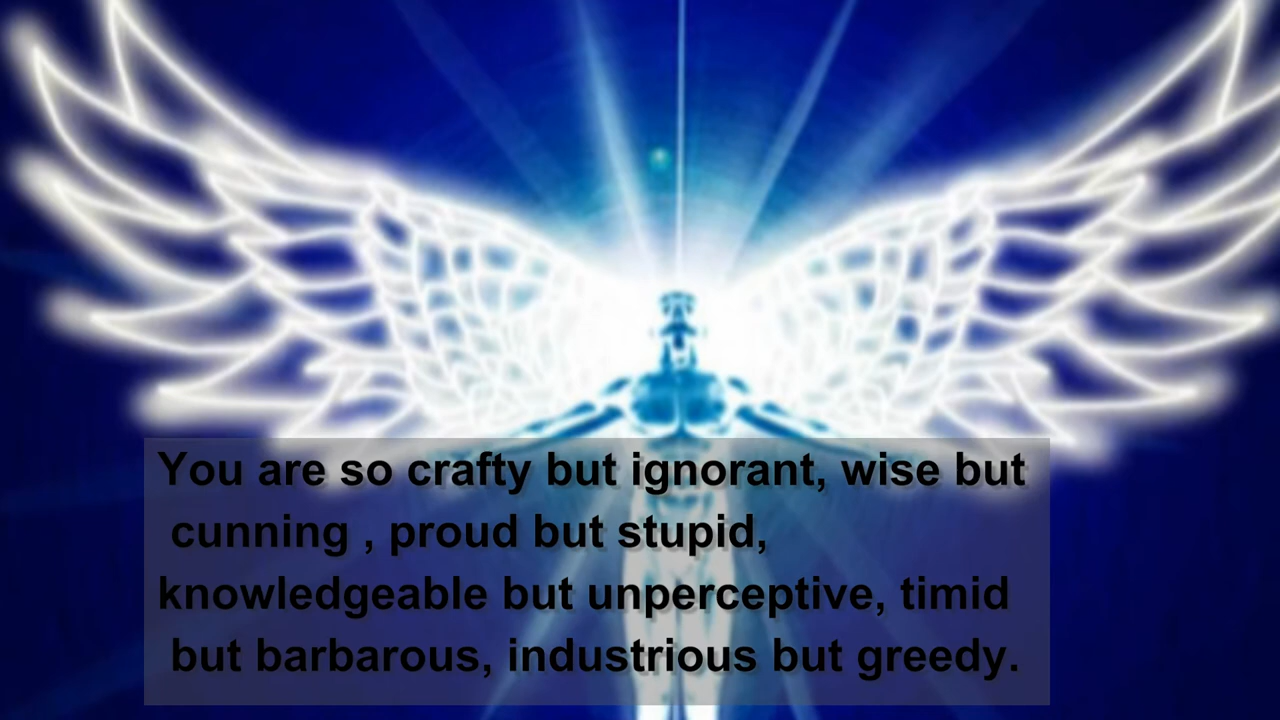 You are so crafty but ignorant, wise but
cunning , proud but stupid,
knowledgeable but unperceptive, timid
but barbarous, industrious but greedy.